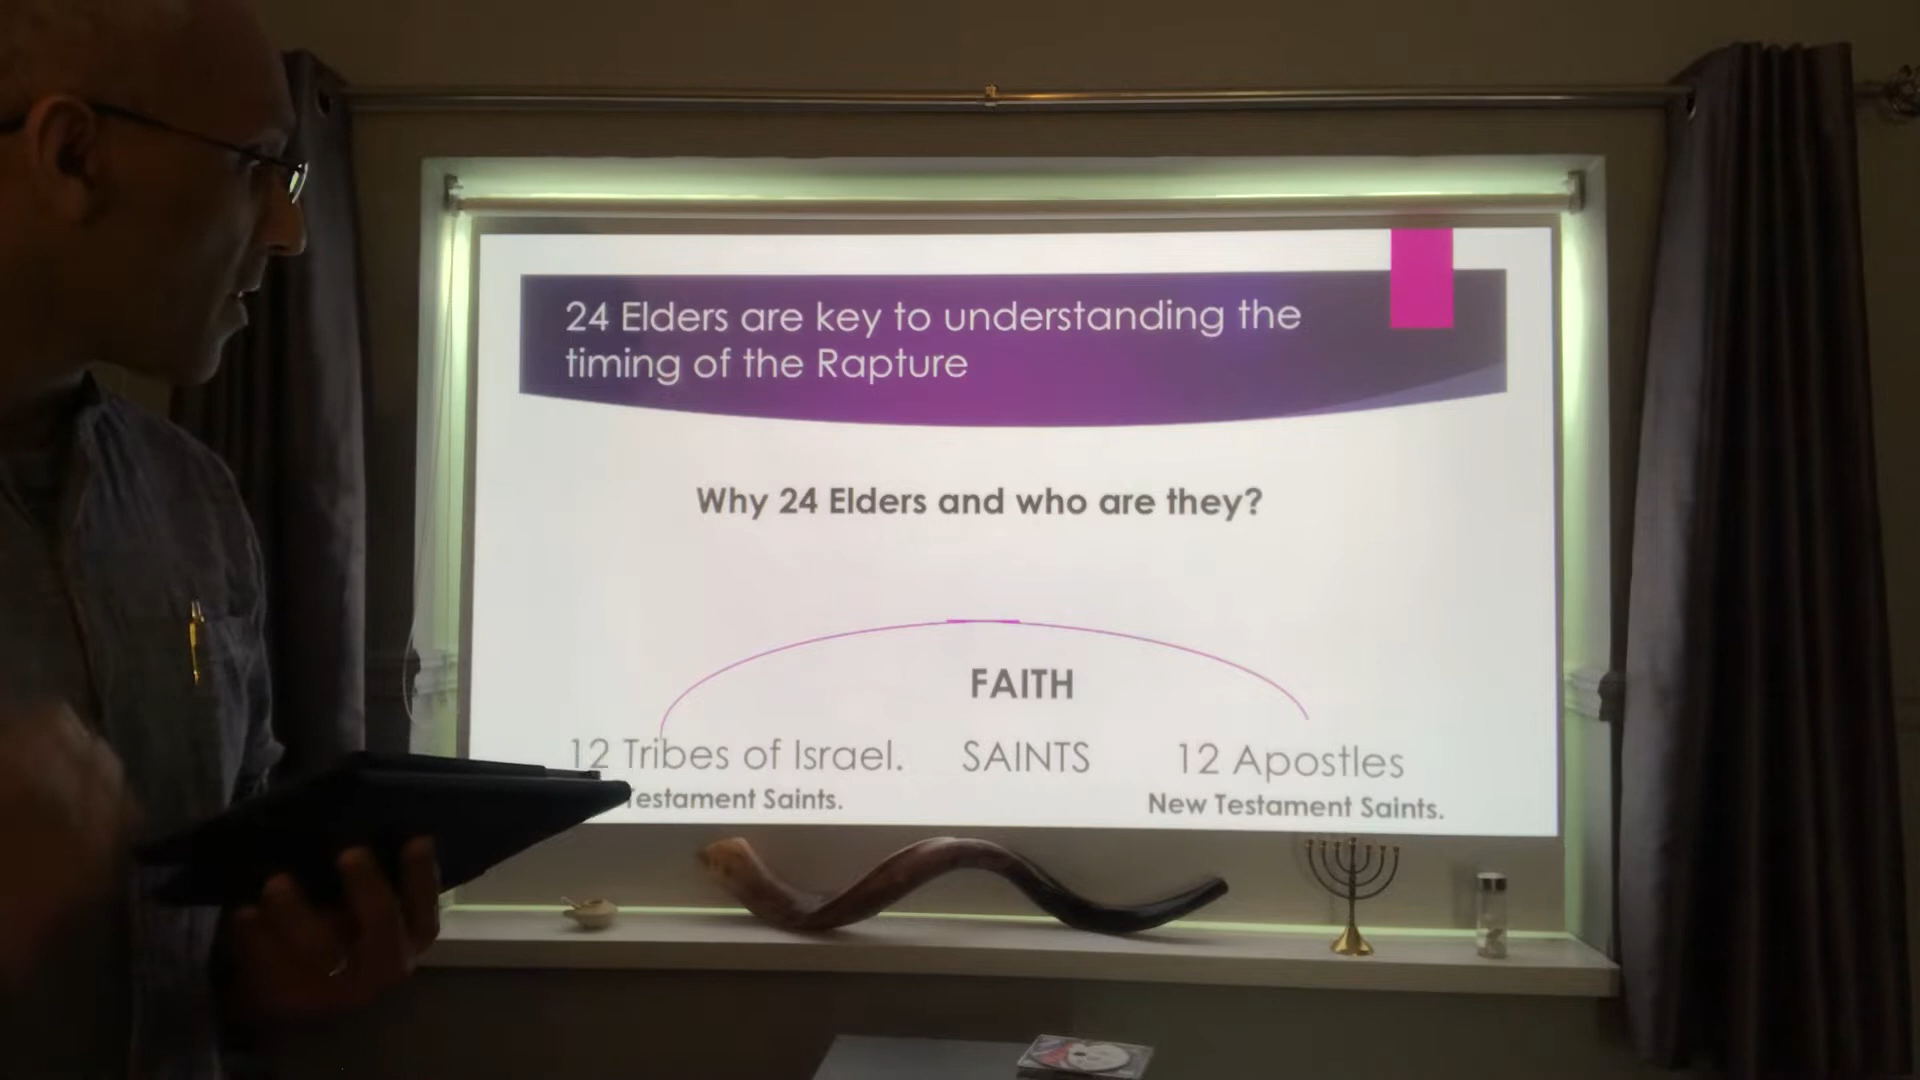 24 Elders are key to understanding the
timing of the Rapture
Why 24 Elders and who are they?
FAITH
12 Tribes of Israel. SAINTS 12 Apostles
Testament Saints. New Testament Saints.